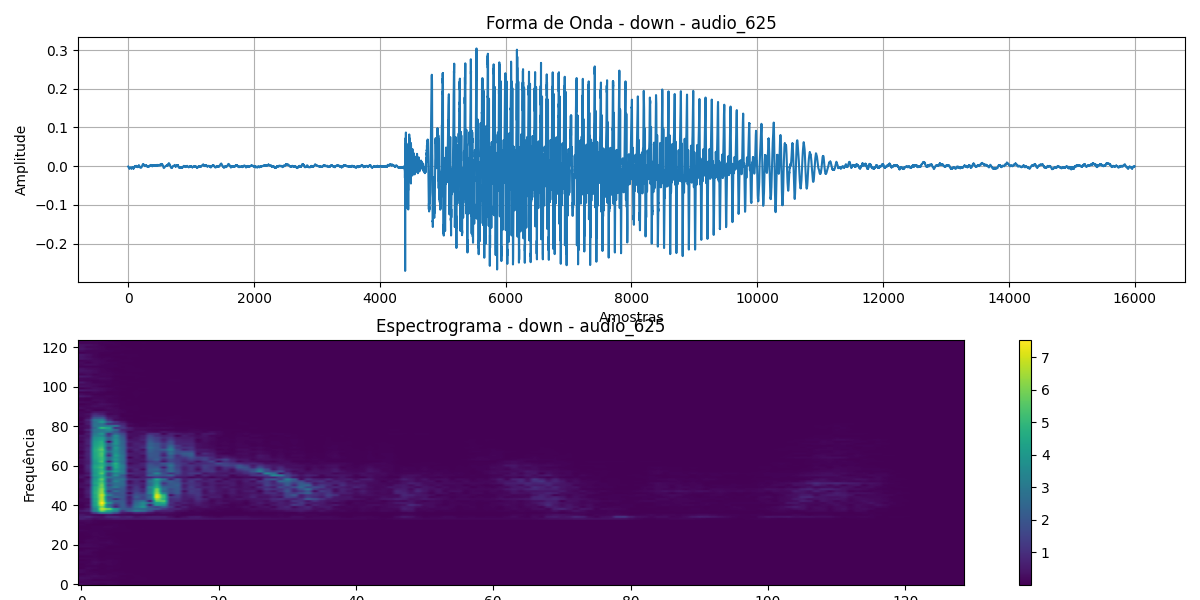 Forma de Onda - down - audio_625
0.3
0.2
0.1
0.0
−0.1
−0.2
Amplitude
0 2000 4000 6000 8000 10000 12000 14000 16000
Amostras
Espectrograma - down - audio_625
120
100
80
60
40
20
0
Frequência
7
6
5
4
3
2
1
0 20 40 60 80 100 120